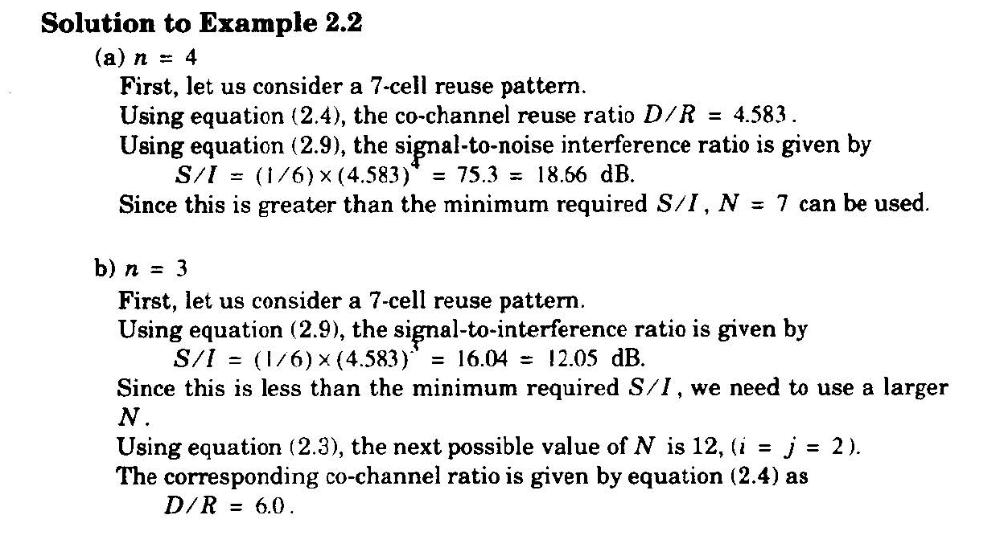 Solution to Example 2.2
(a) n = 4
First, let us consider a 7-cell reuse pattern.
Using equation (2.4), the co-channel reuse ratio D/R = 4.583.
Using equation (2.9), the signal-to-noise interference ratio is given by
S/I = (1/6) × (4.583)⁴ = 75.3 = 18.66 dB.
Since this is greater than the minimum required S/I, N = 7 can be used.
b) n = 3
First, let us consider a 7-cell reuse pattern.
Using equation (2.9), the signal-to-interference ratio is given by
S/I = (1/6) × (4.583)³ = 16.04 = 12.05 dB.
Since this is less than the minimum required S/I, we need to use a larger
N.
Using equation (2.3), the next possible value of N is 12, (i = j = 2).
The corresponding co-channel ratio is given by equation (2.4) as
D/R = 6.0.